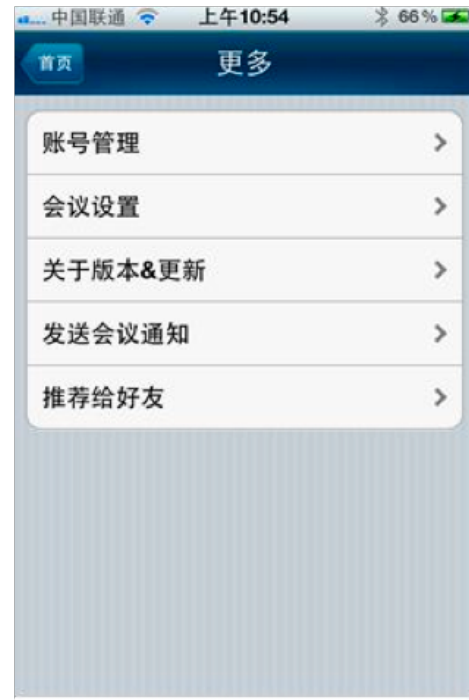 中国联通 上午10:54 66%
首页 更多
账号管理
会议设置
关于版本&更新
发送会议通知
推荐给好友